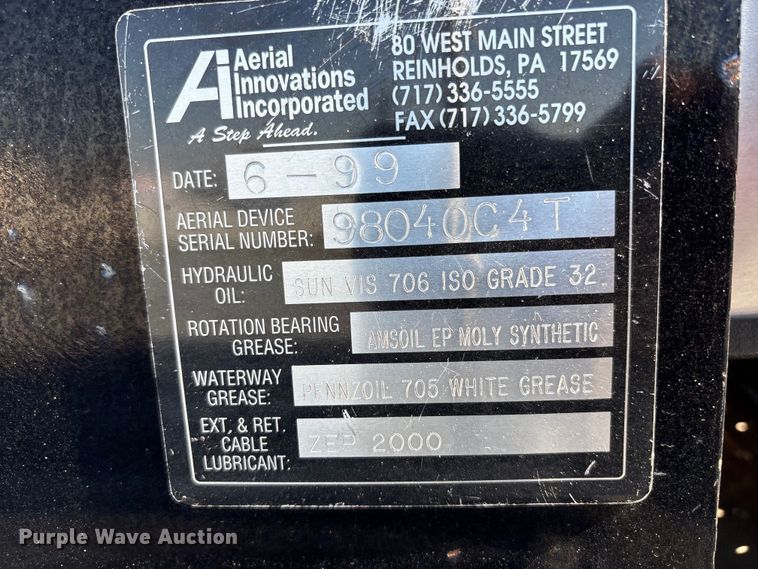 Ai Aerial
Innovations
Incorporated
A Step Ahead.
80 WEST MAIN STREET
REINHOLDS, PA 17569
(717) 336-5555
FAX (717) 336-5799
DATE: 6-99
AERIAL DEVICE
SERIAL NUMBER: 98040C4T
HYDRAULIC
OIL: SUN VIS 706 ISO GRADE 32
ROTATION BEARING
GREASE: AMSOIL EP MOLY SYNTHETIC
WATERWAY
GREASE: PENNZOIL 705 WHITE GREASE
EXT. & RET.
CABLE
LUBRICANT: ZEP 2000
Purple Wave Auction